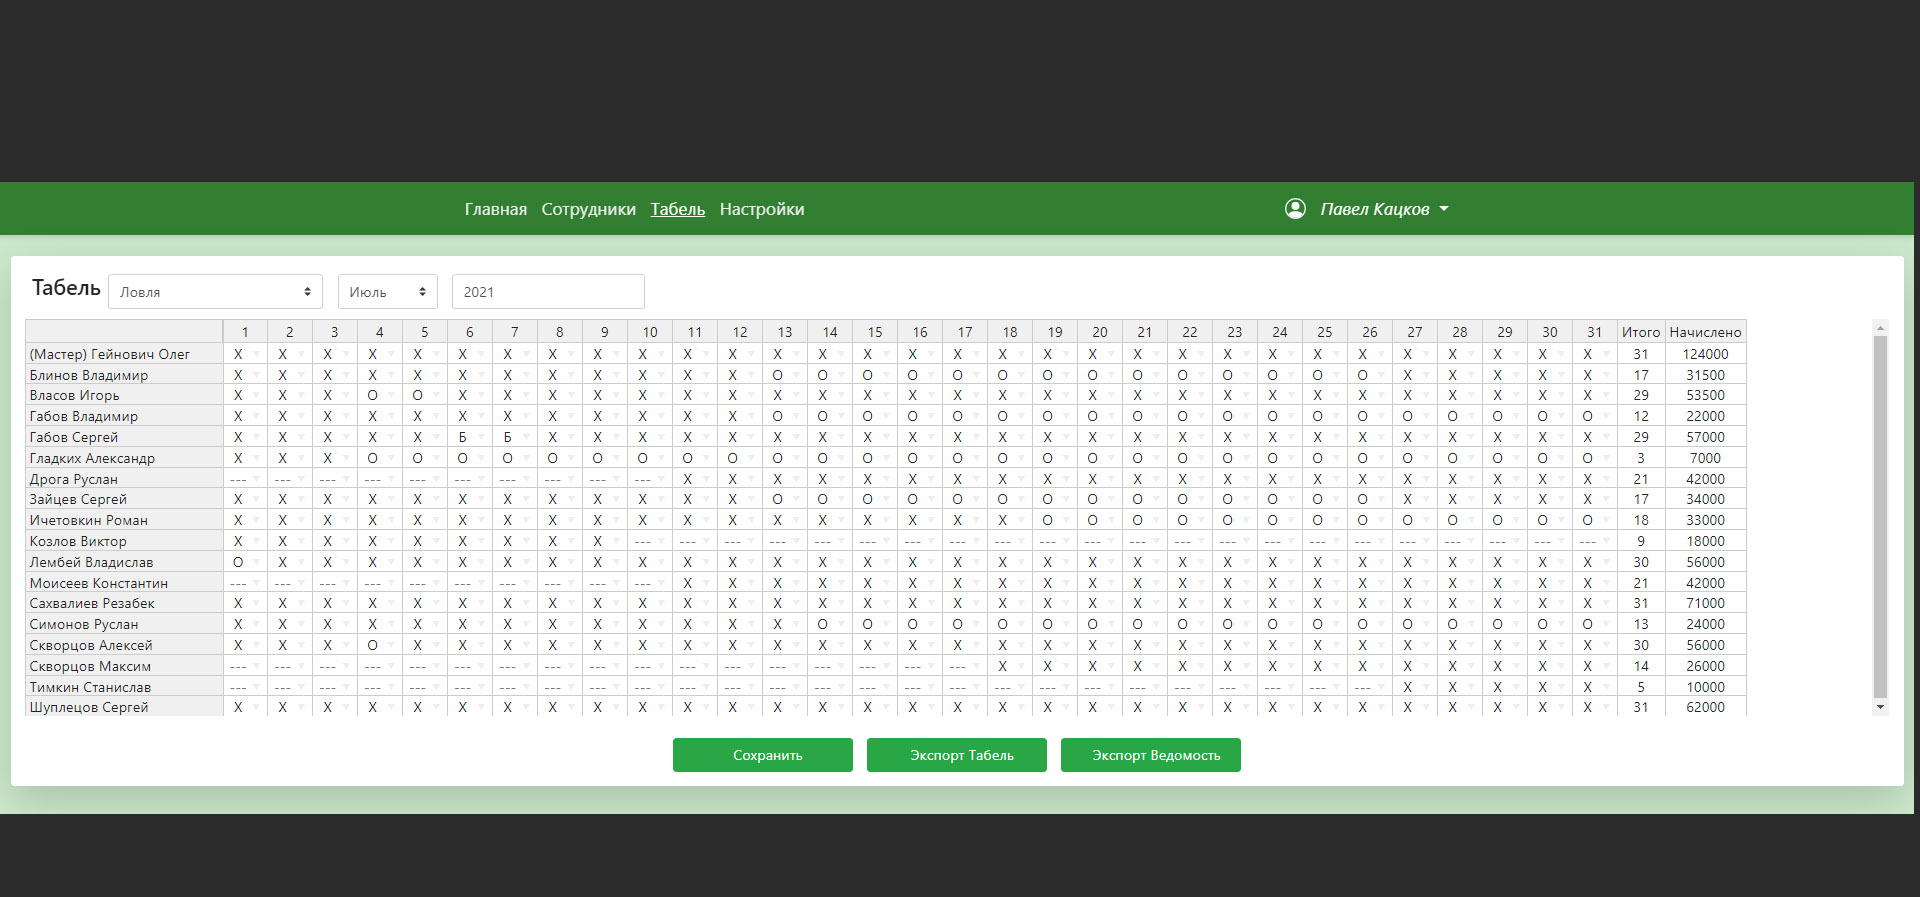 Главная Сотрудники Табель Настройки Павел Кацков
Табель Ловля Июль 2021
1 2 3 4 5 6 7 8 9 10 11 12 13 14 15 16 17 18 19 20 21 22 23 24 25 26 27 28 29 30 31 Итого Начислено
(Мастер) Гейнович Олег X X X X X X X X X X X X X X X X X X X X X X X X X X X X X X X 31 124000
Блинов Владимир X X X X X X X X X X X X О О О О О О О О О О О О О О X X X X X 17 31500
Власов Игорь X X X О О X X X X X X X X X X X X X X X X X X X X X X X X X X 29 53500
Габов Владимир X X X X X X X X X X X X О О О О О О О О О О О О О О О О О О О 12 22000
Габов Сергей X X X X X Б Б X X X X X X X X X X X X X X X X X X X X X X X X 29 57000
Гладких Александр X X X О О О О О О О О О О О О О О О О О О О О О О О О О О О О 3 7000
Дрога Руслан --- --- --- --- --- --- --- --- --- --- X X X X X X X X X X X X X X X X X X X X X 21 42000
Зайцев Сергей X X X X X X X X X X X X О О О О О О О О О О О О О О X X X X X 17 34000
Ичетовкин Роман X X X X X X X X X X X X X X X X X X О О О О О О О О О О О О О 18 33000
Козлов Виктор X X X X X X X X X --- --- --- --- --- --- --- --- --- --- --- --- --- --- --- --- --- --- --- --- --- --- 9 18000
Лембей Владислав О X X X X X X X X X X X X X X X X X X X X X X X X X X X X X X 30 56000
Моисеев Константин --- --- --- --- --- --- --- --- --- --- X X X X X X X X X X X X X X X X X X X X X 21 42000
Сахвалиев Резабек X X X X X X X X X X X X X X X X X X X X X X X X X X X X X X X 31 71000
Симонов Руслан X X X X X X X X X X X X X О О О О О О О О О О О О О О О О О О 13 24000
Скворцов Алексей X X X О X X X X X X X X X X X X X X X X X X X X X X X X X X X 30 56000
Скворцов Максим --- --- --- --- --- --- --- --- --- --- --- --- --- --- --- --- --- X X X X X X X X X X X X X X 14 26000
Тимкин Станислав --- --- --- --- --- --- --- --- --- --- --- --- --- --- --- --- --- --- --- --- --- --- --- --- --- --- X X X X X 5 10000
Шуплецов Сергей X X X X X X X X X X X X X X X X X X X X X X X X X X X X X X X 31 62000
Сохранить Экспорт Табель Экспорт Ведомость